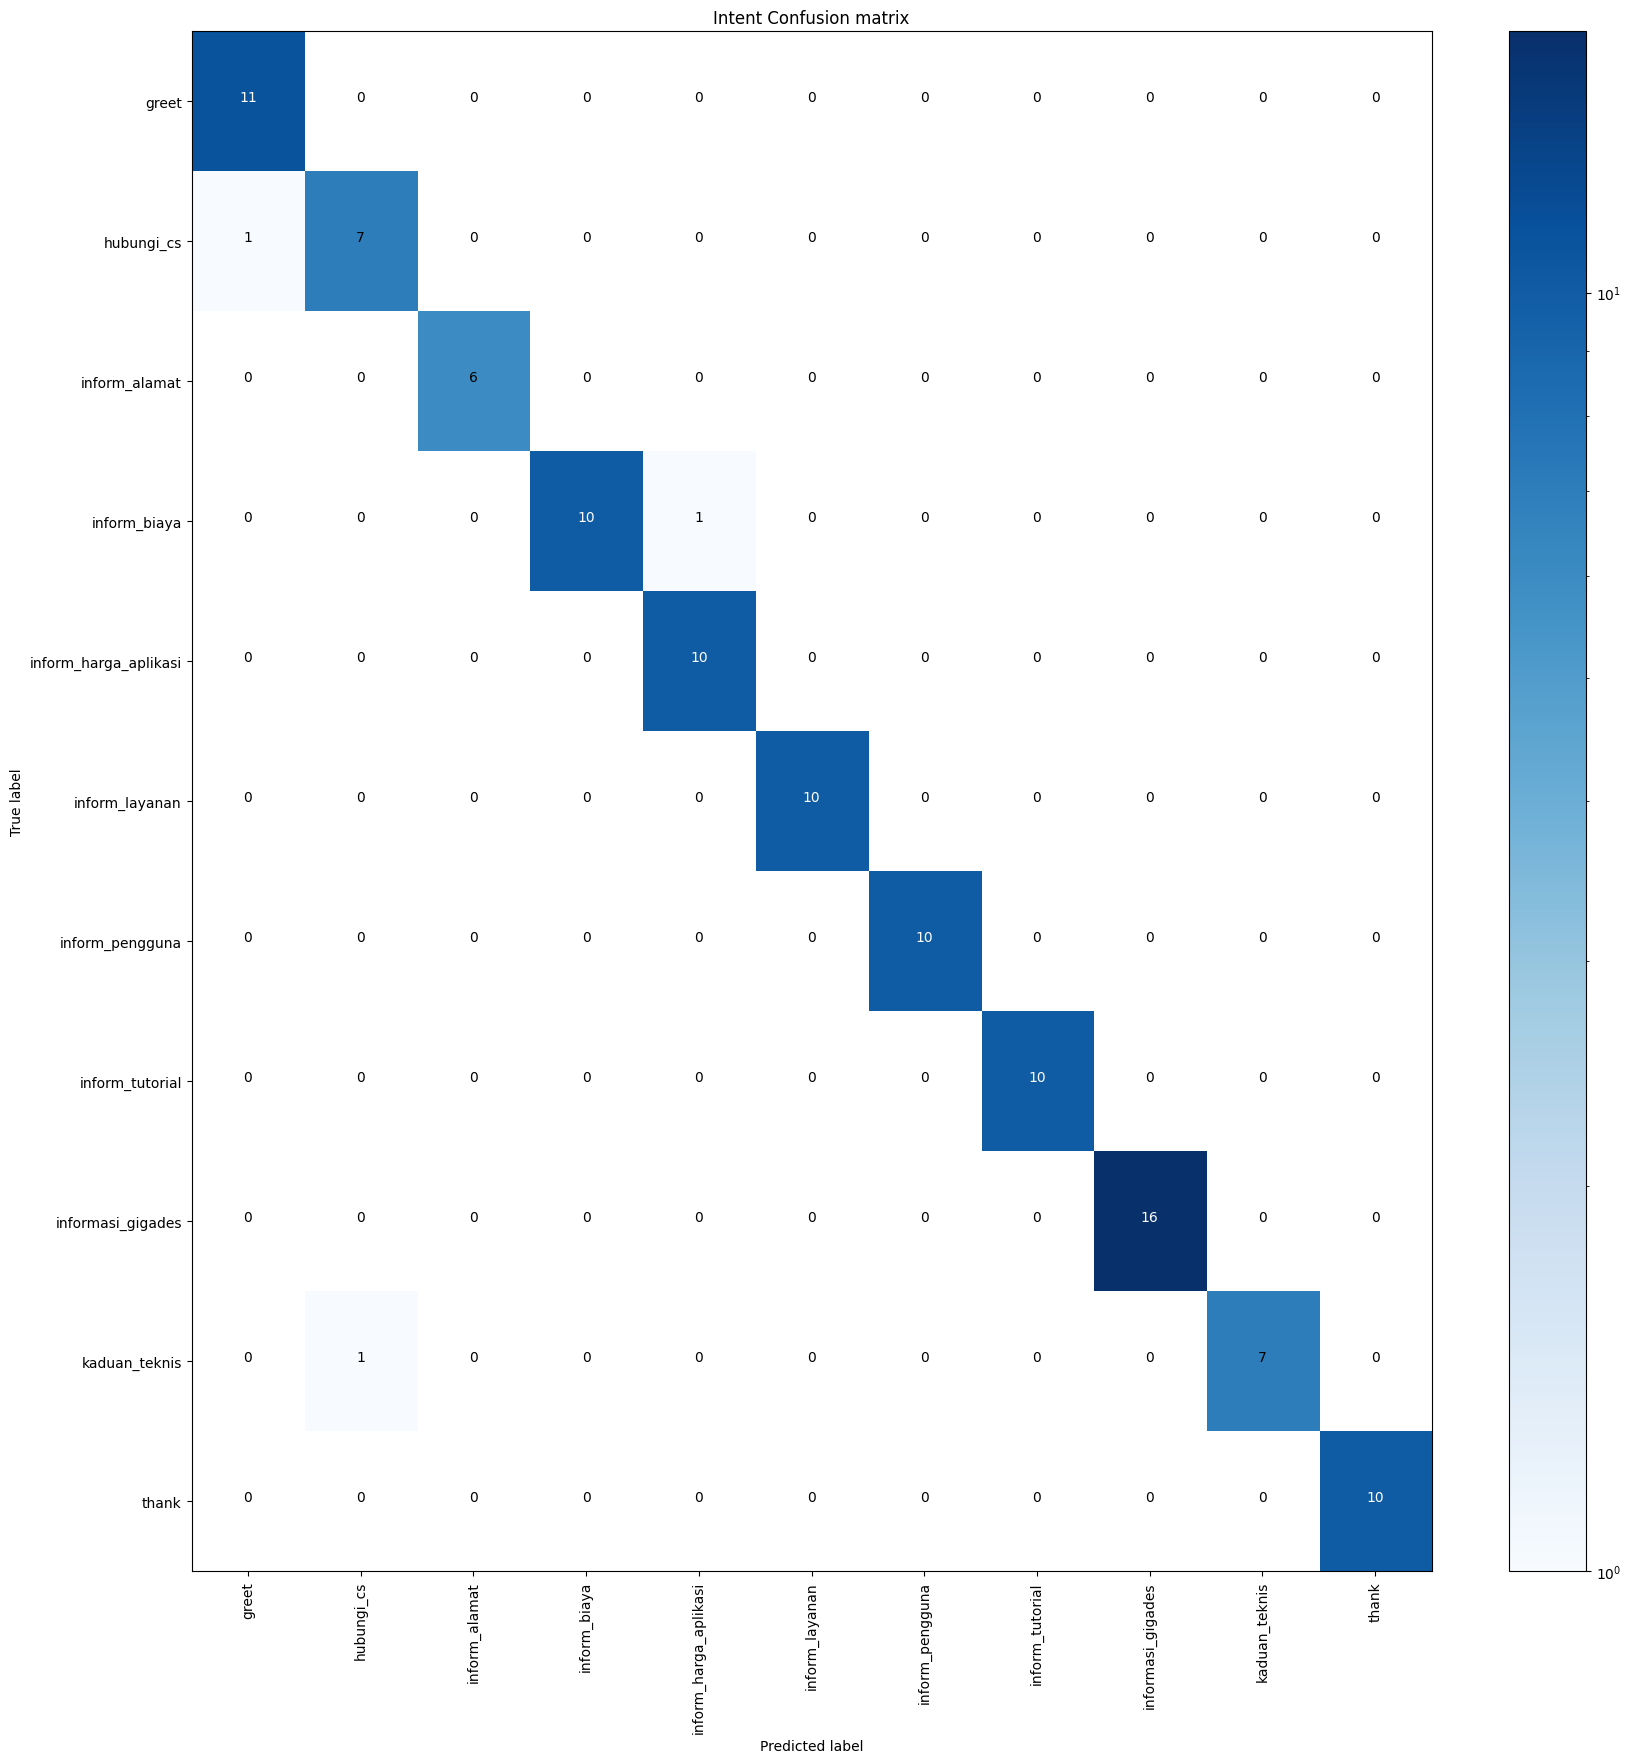 Intent Confusion matrix
greet 11 0 0 0 0 0 0 0 0 0 0
hubungi_cs 1 7 0 0 0 0 0 0 0 0 0
inform_alamat 0 0 6 0 0 0 0 0 0 0 0
inform_biaya 0 0 0 10 1 0 0 0 0 0 0
inform_harga_aplikasi 0 0 0 0 10 0 0 0 0 0 0
inform_layanan 0 0 0 0 0 10 0 0 0 0 0
inform_pengguna 0 0 0 0 0 0 10 0 0 0 0
inform_tutorial 0 0 0 0 0 0 0 10 0 0 0
informasi_gigades 0 0 0 0 0 0 0 0 16 0 0
kaduan_teknis 0 1 0 0 0 0 0 0 0 7 0
thank 0 0 0 0 0 0 0 0 0 0 10
True label
greet
hubungi_cs
inform_alamat
inform_biaya
inform_harga_aplikasi
inform_layanan
inform_pengguna
inform_tutorial
informasi_gigades
kaduan_teknis
thank
Predicted label
10¹
10⁰